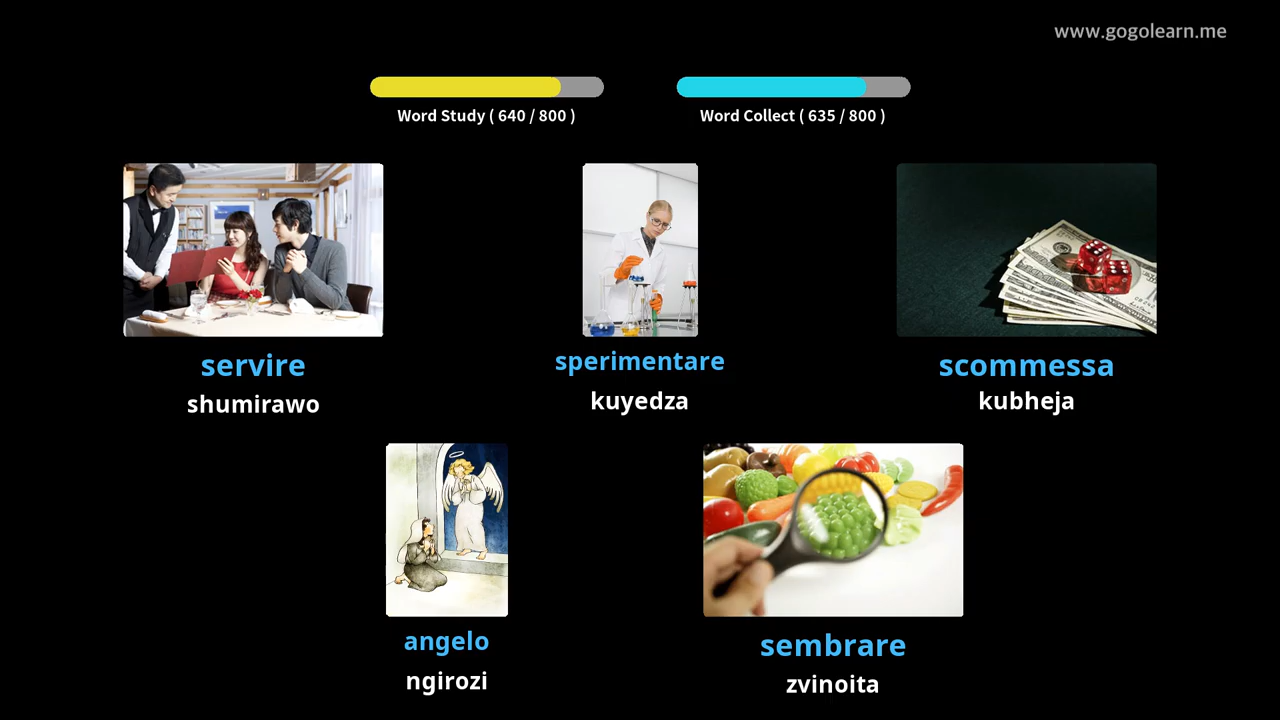 www.gogolearn.me
Word Study ( 640 / 800 )
Word Collect ( 635 / 800 )
servire
shumirawo
sperimentare
kuyedza
scommessa
kubheja
angelo
ngirozi
sembrare
zvinoita